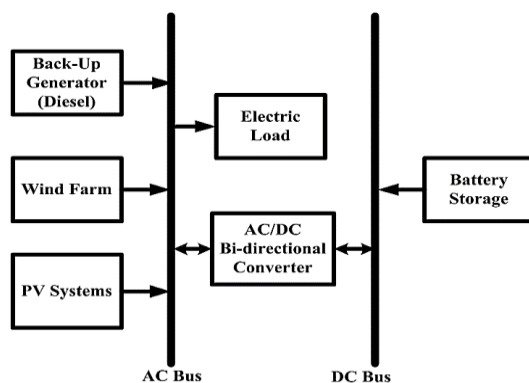 Back-Up
Generator
(Diesel)
Electric
Load
Wind Farm
Battery
Storage
AC/DC
Bi-directional
Converter
PV Systems
AC Bus
DC Bus